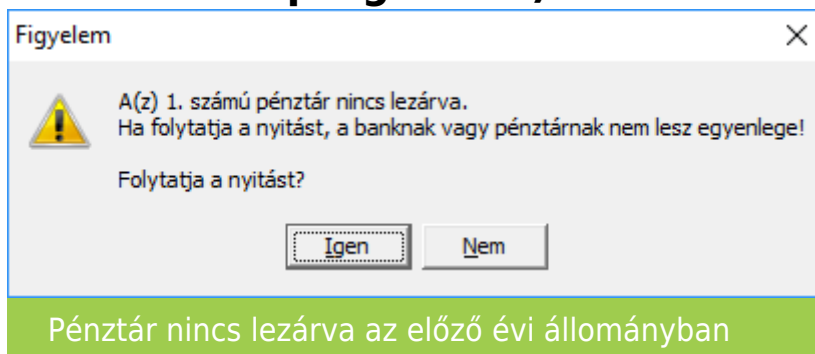 Figyelem
A(z) 1. számú pénztár nincs lezárva.
Ha folytatja a nyitást, a banknak vagy pénztárnak nem lesz egyenlege!
Folytatja a nyitást?
Igen Nem
Pénztár nincs lezárva az előző évi állományban